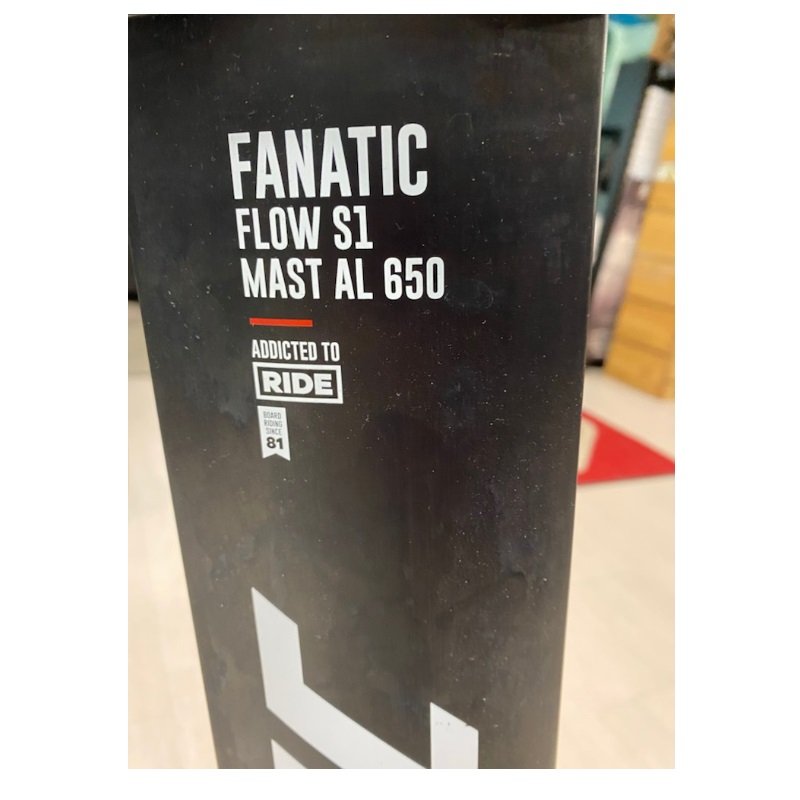 FANATIC
FLOW S1
MAST AL 650
ADDICTED TO
RIDE
BOARD
RIDING
SINCE
81